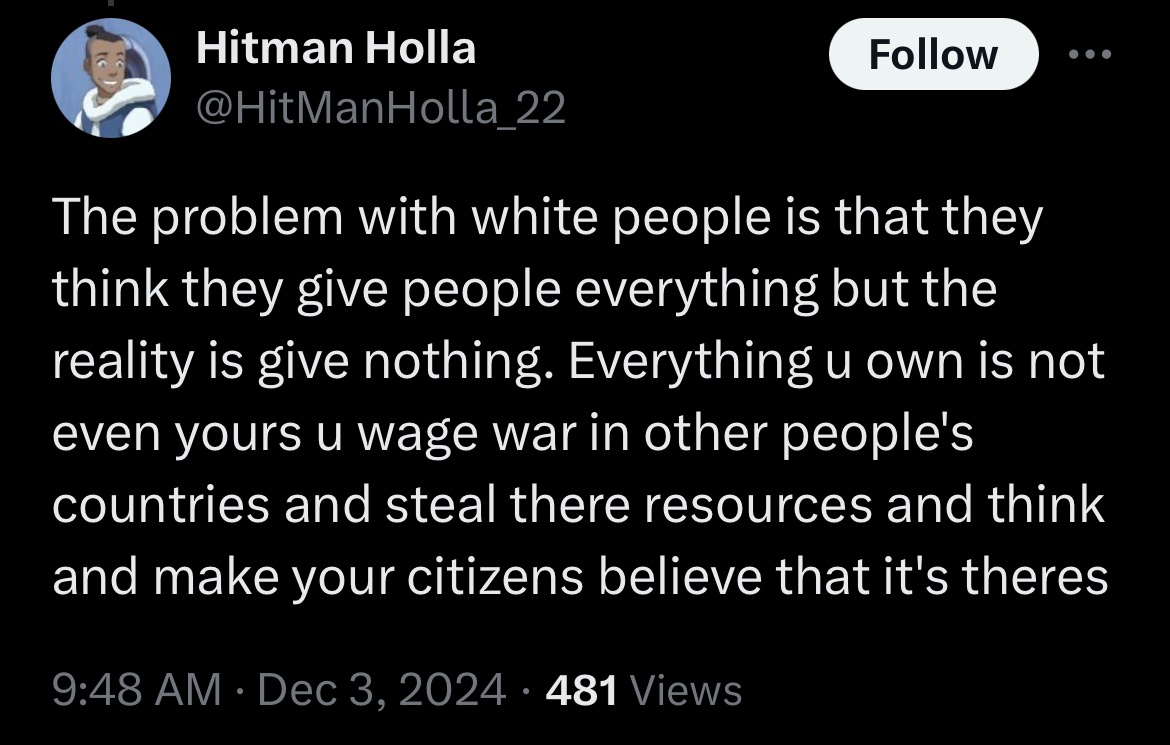 Hitman Holla
Follow
@HitManHolla_22
The problem with white people is that they
think they give people everything but the
reality is give nothing. Everything u own is not
even yours u wage war in other people's
countries and steal there resources and think
and make your citizens believe that it's theres
9:48 AM · Dec 3, 2024 · 481 Views